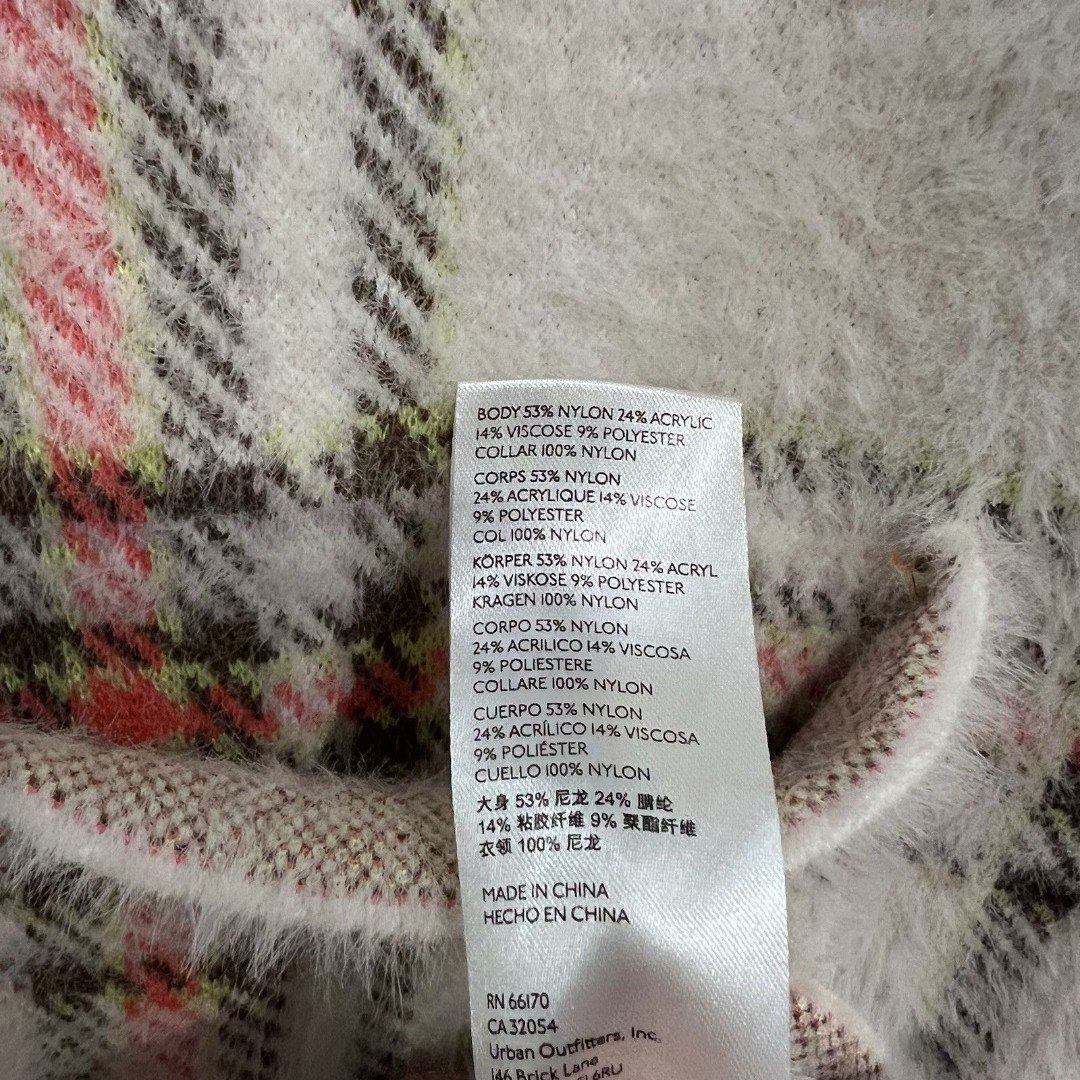 BODY 53% NYLON 24% ACRYLIC
14% VISCOSE 9% POLYESTER
COLLAR 100% NYLON
CORPS 53% NYLON
24% ACRYLIQUE 14% VISCOSE
9% POLYESTER
COL 100% NYLON
KÖRPER 53% NYLON 24% ACRYL
14% VISKOSE 9% POLYESTER
KRAGEN 100% NYLON
CORPO 53% NYLON
24% ACRILICO 14% VISCOSA
9% POLIESTERE
COLLARE 100% NYLON
CUERPO 53% NYLON
24% ACRÍLICO 14% VISCOSA
9% POLIÉSTER
CUELLO 100% NYLON
大身 53% 尼龙 24% 腈纶
14% 粘胶纤维 9% 聚酯纤维
衣领 100% 尼龙
MADE IN CHINA
HECHO EN CHINA
RN 66170
CA 32054
Urban Outfitters, Inc.
146 Brick Lane
6RU